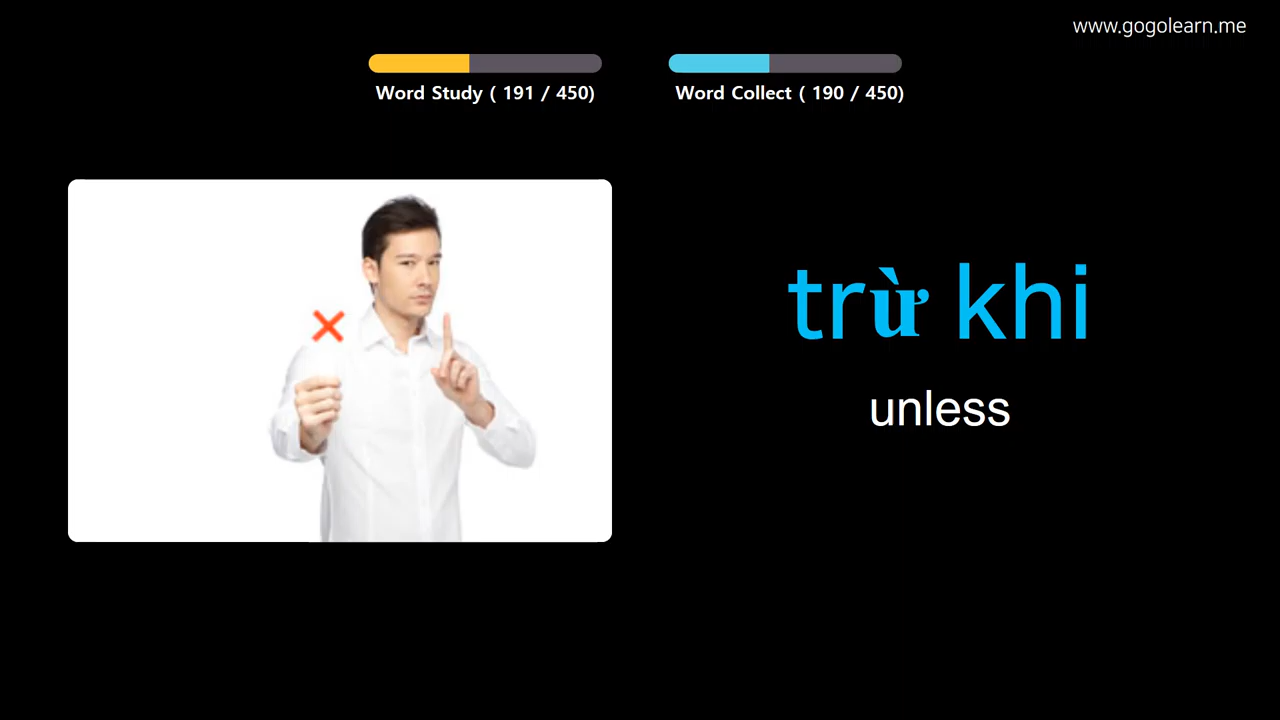 www.gogolearn.me
Word Study ( 191 / 450)
Word Collect ( 190 / 450)
trừ khi
unless